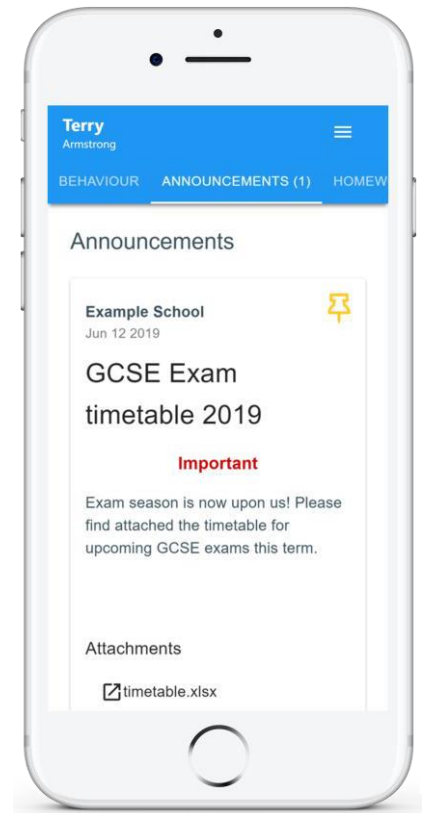 Terry
Armstrong
BEHAVIOUR ANNOUNCEMENTS (1) HOMEW
Announcements
Example School
Jun 12 2019
GCSE Exam
timetable 2019
Important
Exam season is now upon us! Please
find attached the timetable for
upcoming GCSE exams this term.
Attachments
timetable.xlsx